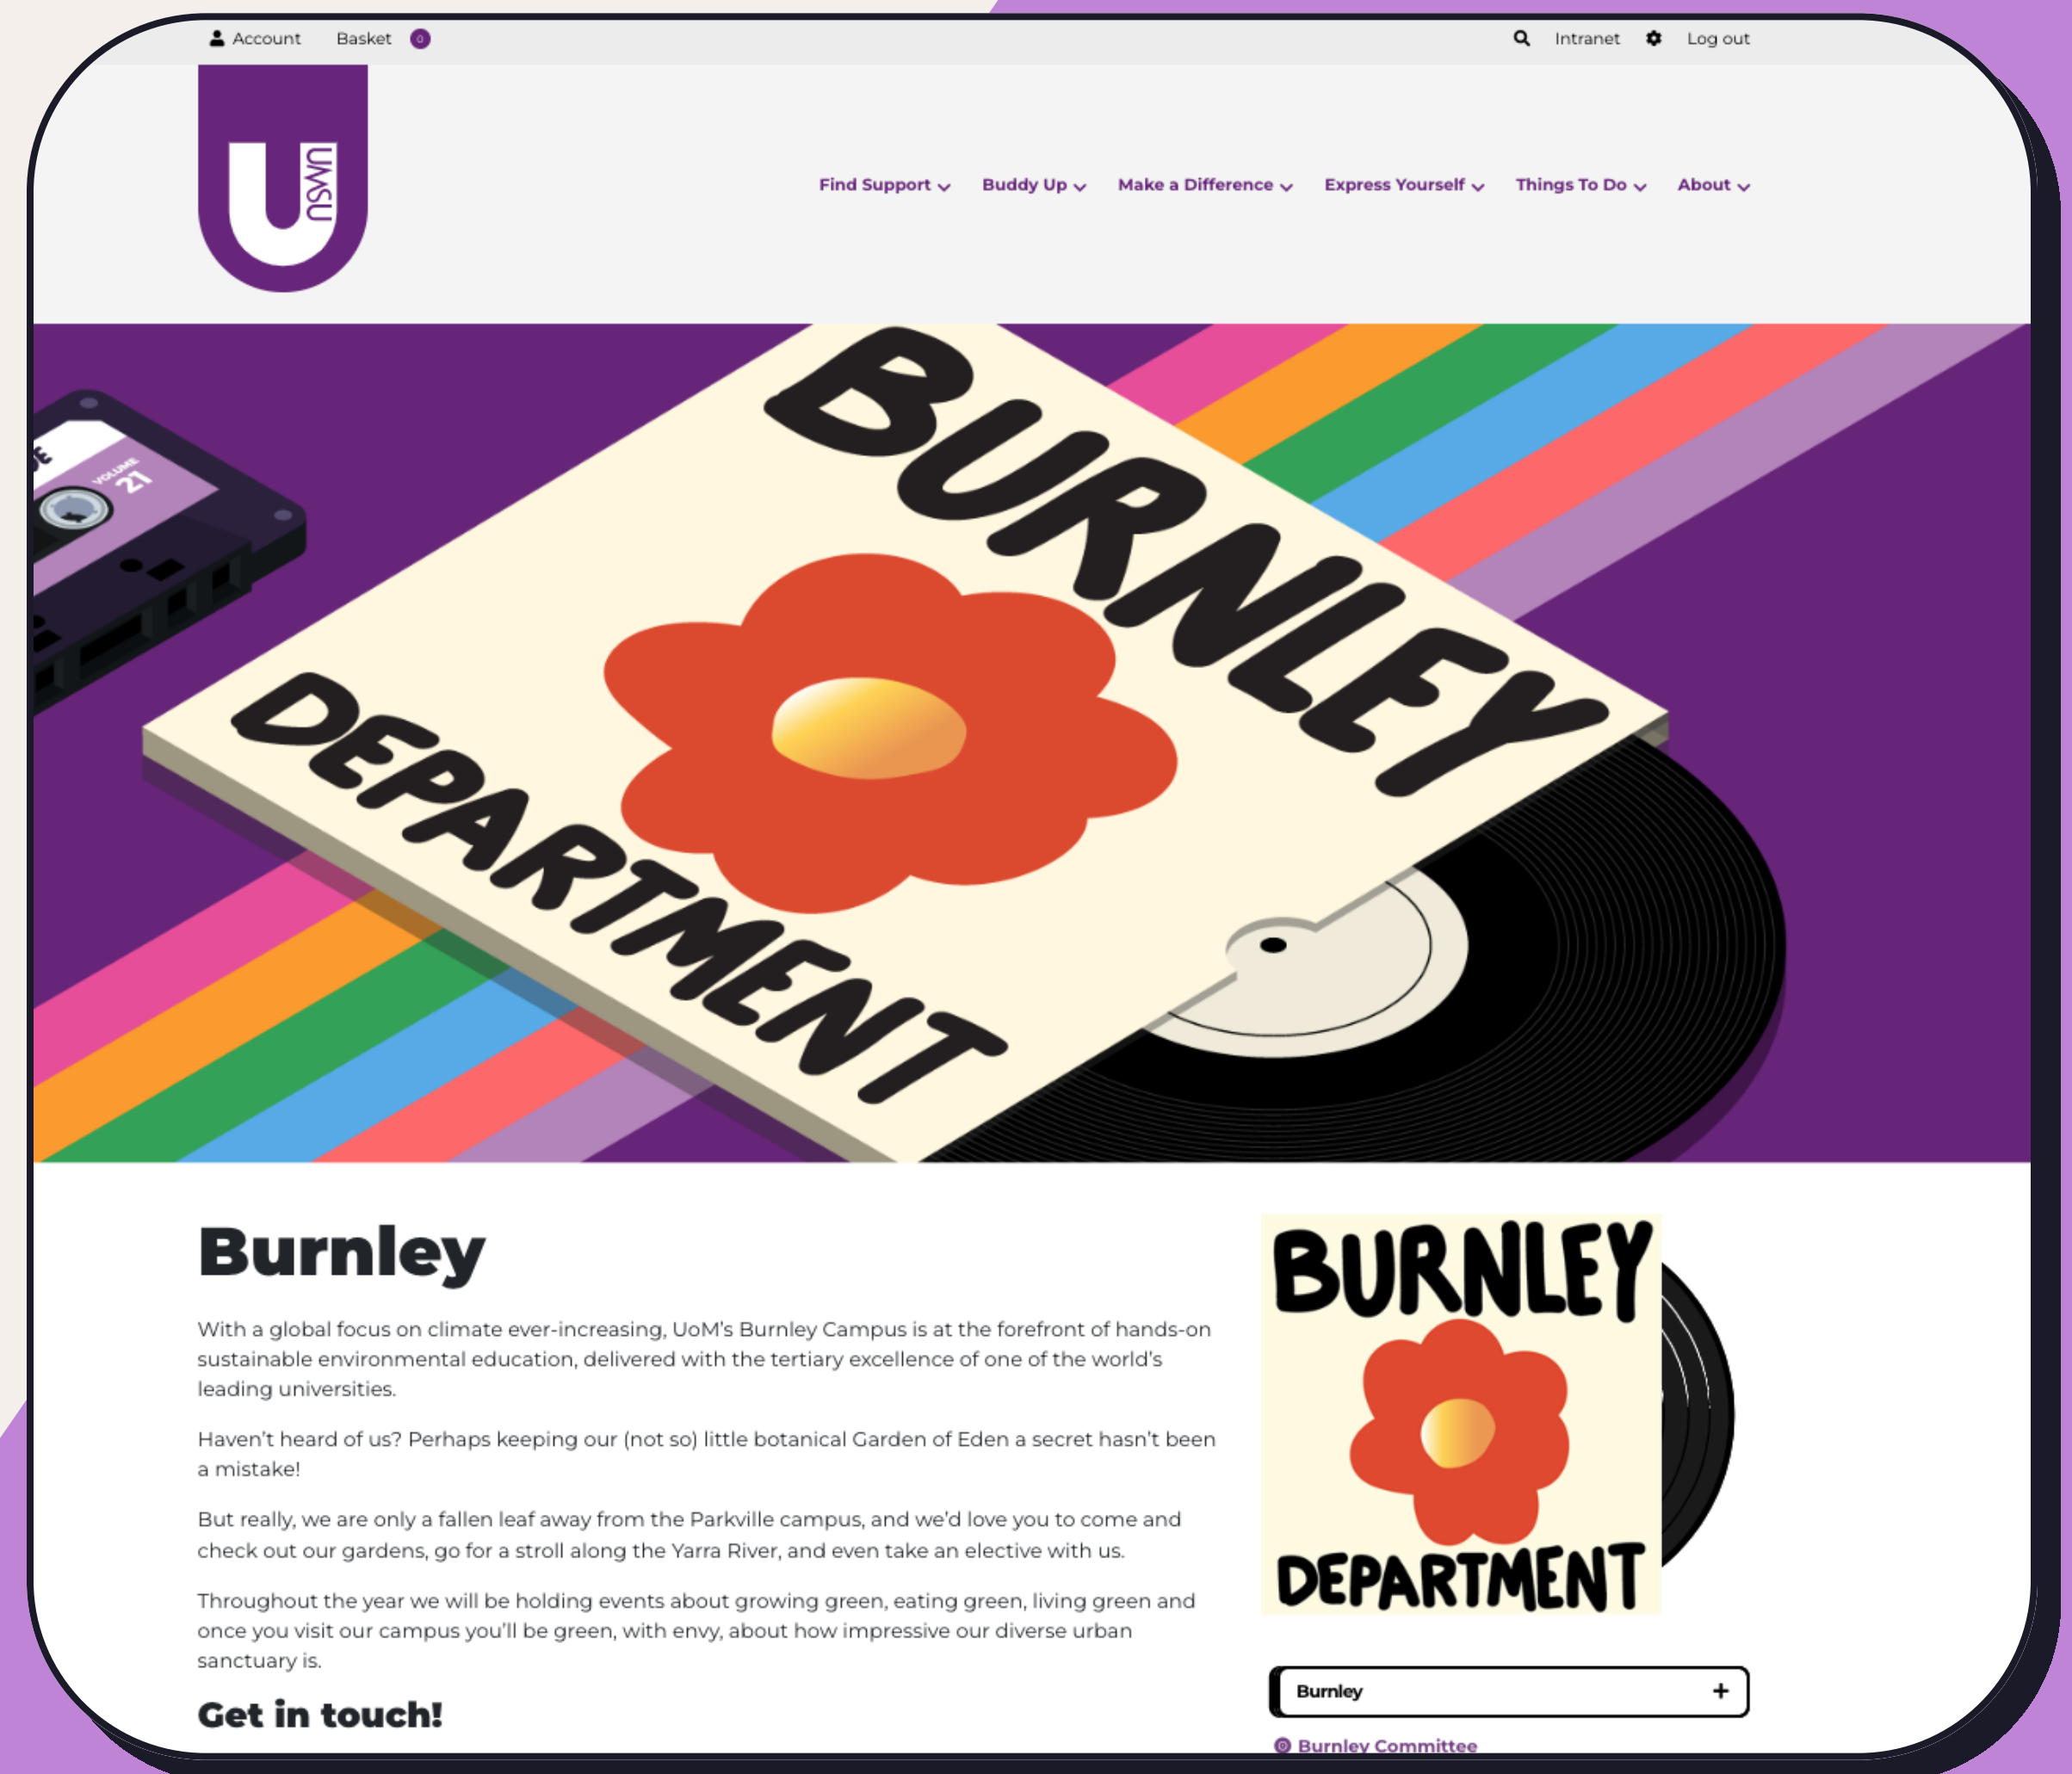 Account Basket 0 Intranet Log out
U UMSU
Find Support Buddy Up Make a Difference Express Yourself Things To Do About
BURNLEY
DEPARTMENT
VOLUME
21
Burnley
With a global focus on climate ever-increasing, UoM’s Burnley Campus is at the forefront of hands-on
sustainable environmental education, delivered with the tertiary excellence of one of the world’s
leading universities.
Haven’t heard of us? Perhaps keeping our (not so) little botanical Garden of Eden a secret hasn’t been
a mistake!
But really, we are only a fallen leaf away from the Parkville campus, and we’d love you to come and
check out our gardens, go for a stroll along the Yarra River, and even take an elective with us.
Throughout the year we will be holding events about growing green, eating green, living green and
once you visit our campus you’ll be green, with envy, about how impressive our diverse urban
sanctuary is.
Get in touch!
BURNLEY
DEPARTMENT
Burnley +
Burnley Committee